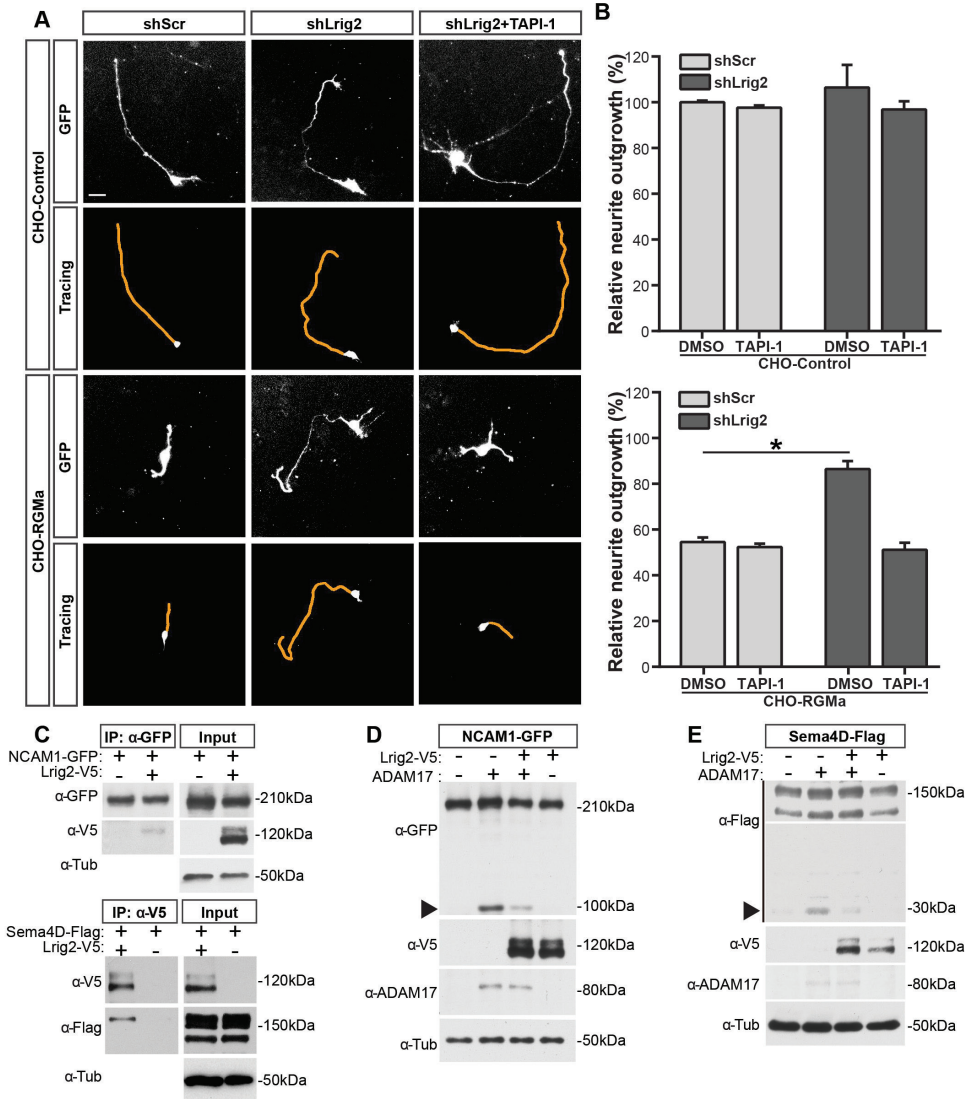 A
shScr
shLrig2
shLrig2+TAPI-1
CHO-Control
GFP
Tracing
CHO-RGMa
GFP
Tracing
B
Relative neurite outgrowth (%)
120
100
80
60
40
20
0
shScr
shLrig2
DMSO TAPI-1 DMSO TAPI-1
CHO-Control
Relative neurite outgrowth (%)
120
100
80
60
40
20
0
shScr
shLrig2
*
DMSO TAPI-1 DMSO TAPI-1
CHO-RGMa
C
IP: α-GFP Input
NCAM1-GFP: + + + +
Lrig2-V5: - + - +
α-GFP -210kDa
α-V5 -120kDa
α-Tub -50kDa
IP: α-V5 Input
Sema4D-Flag: + + + +
Lrig2-V5: + - + -
α-V5 -120kDa
α-Flag -150kDa
α-Tub -50kDa
D
NCAM1-GFP
Lrig2-V5: - - + +
ADAM17: - + + -
-210kDa
α-GFP
-100kDa
α-V5 -120kDa
α-ADAM17 -80kDa
α-Tub -50kDa
E
Sema4D-Flag
Lrig2-V5: - - + +
ADAM17: - + + -
-150kDa
α-Flag
-30kDa
α-V5 -120kDa
α-ADAM17 -80kDa
α-Tub -50kDa